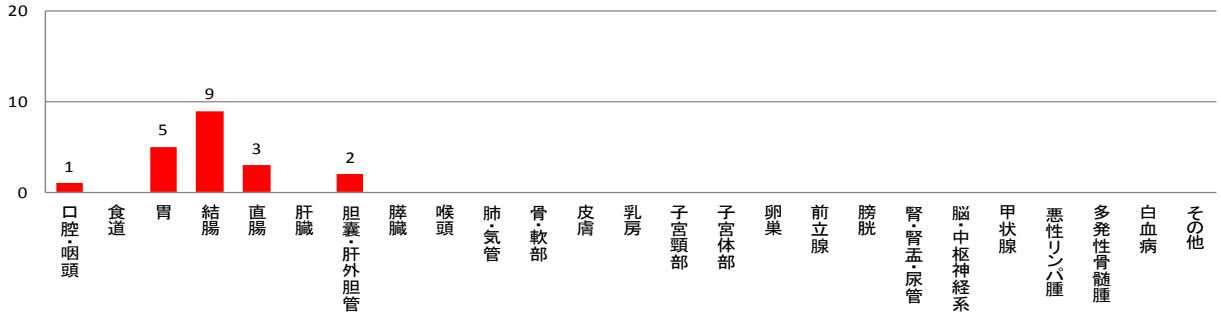 20
10
0
1
5
9
3
2
口腔・咽頭
食道
胃
結腸
直腸
肝臓
胆嚢・肝外胆管
膵臓
喉頭
肺・気管
骨・軟部
皮膚
乳房
子宮頸部
子宮体部
卵巣
前立腺
膀胱
腎・腎盂・尿管
脳・中枢神経系
甲状腺
悪性リンパ腫
多発性骨髄腫
白血病
その他